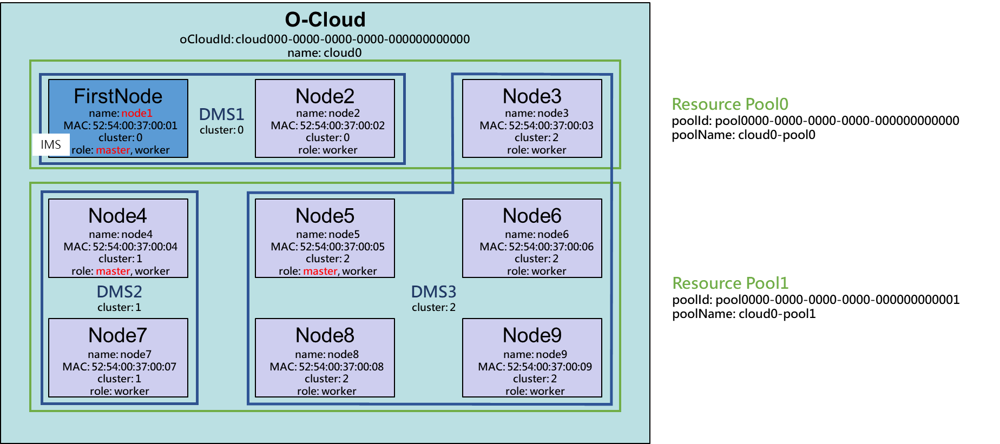 O-Cloud
oCloudId: cloud000-0000-0000-0000-000000000000
name: cloud0
FirstNode
name: node1
MAC: 52:54:00:37:00:01
cluster: 0
role: master, worker
IMS
DMS1
cluster: 0
Node2
name: node2
MAC: 52:54:00:37:00:02
cluster: 0
role: worker
Node3
name: node3
MAC: 52:54:00:37:00:03
cluster: 2
role: worker
Resource Pool0
poolId: pool0000-0000-0000-0000-000000000000
poolName: cloud0-pool0
Node4
name: node4
MAC: 52:54:00:37:00:04
cluster: 1
role: master, worker
Node5
name: node5
MAC: 52:54:00:37:00:05
cluster: 2
role: master, worker
Node6
name: node6
MAC: 52:54:00:37:00:06
cluster: 2
role: worker
DMS2
cluster: 1
DMS3
cluster: 2
Resource Pool1
poolId: pool0000-0000-0000-0000-000000000001
poolName: cloud0-pool1
Node7
name: node7
MAC: 52:54:00:37:00:07
cluster: 1
role: worker
Node8
name: node8
MAC: 52:54:00:37:00:08
cluster: 2
role: worker
Node9
name: node9
MAC: 52:54:00:37:00:09
cluster: 2
role: worker